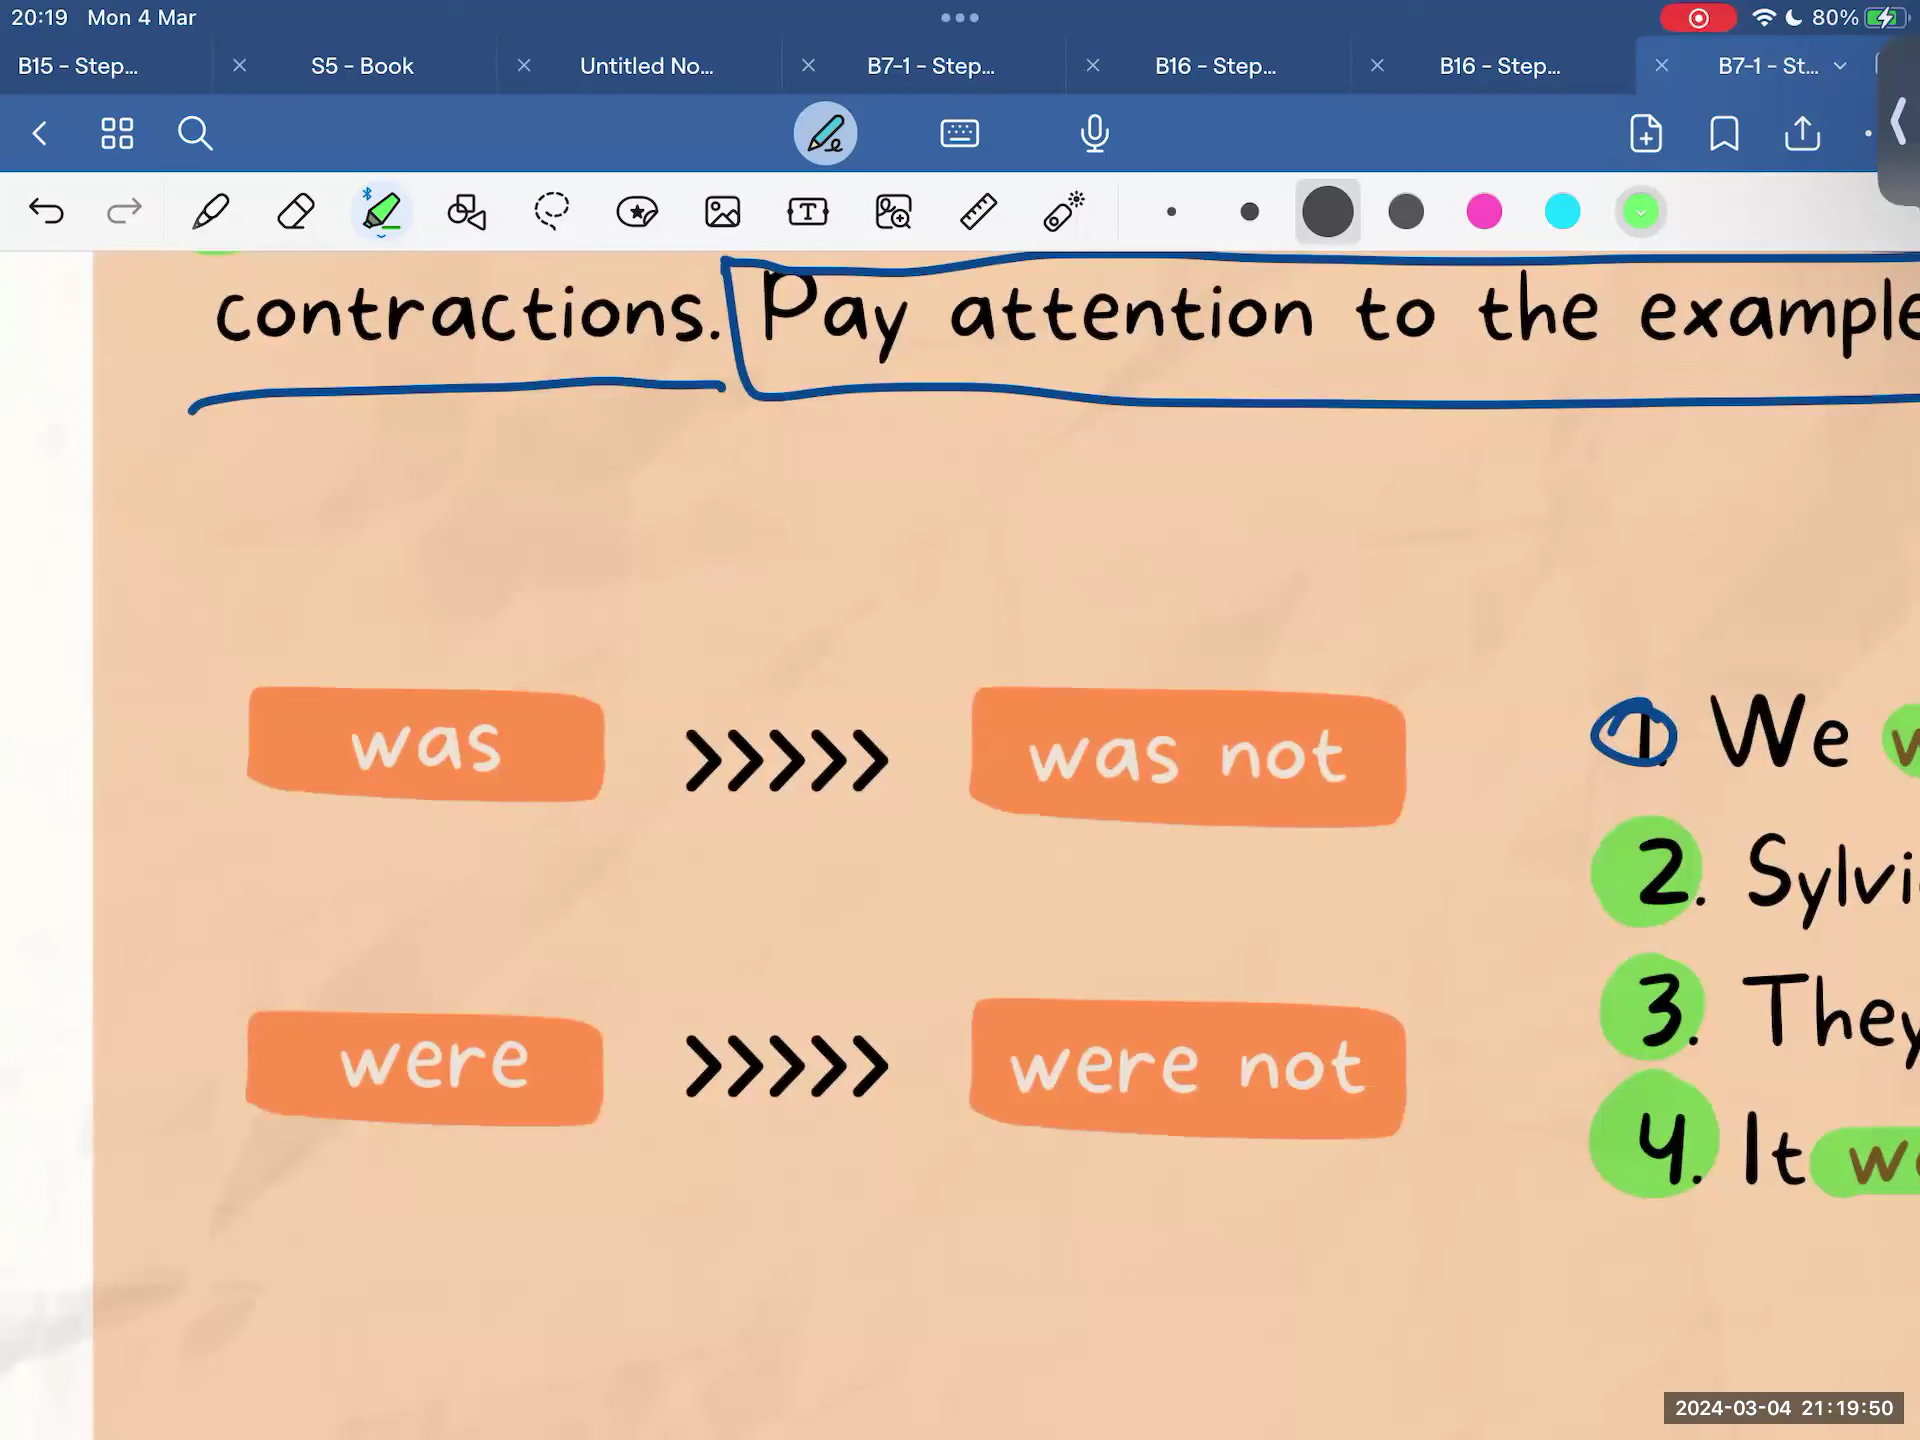 20:19 Mon 4 Mar 80%
B15 – Step... S5 – Book Untitled No... B7-1 – Step... B16 – Step... B16 – Step... B7-1 – St...
contractions. Pay attention to the example
was >>>>> was not 1. We
2. Sylvi
3. They
were >>>>> were not
4. It
2024-03-04 21:19:50